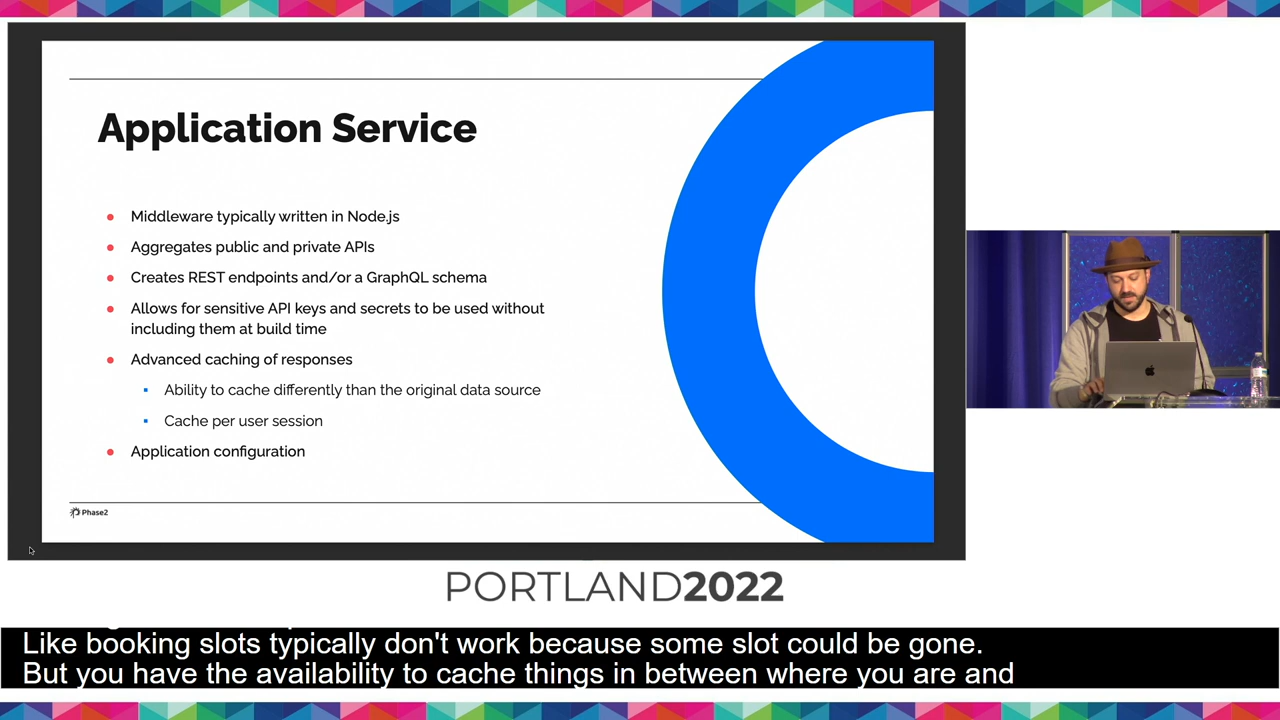 Application Service
Middleware typically written in Node.js
Aggregates public and private APIs
Creates REST endpoints and/or a GraphQL schema
Allows for sensitive API keys and secrets to be used without
including them at build time
Advanced caching of responses
Ability to cache differently than the original data source
Cache per user session
Application configuration
Phase2
PORTLAND2022
Like booking slots typically don't work because some slot could be gone.
But you have the availability to cache things in between where you are and